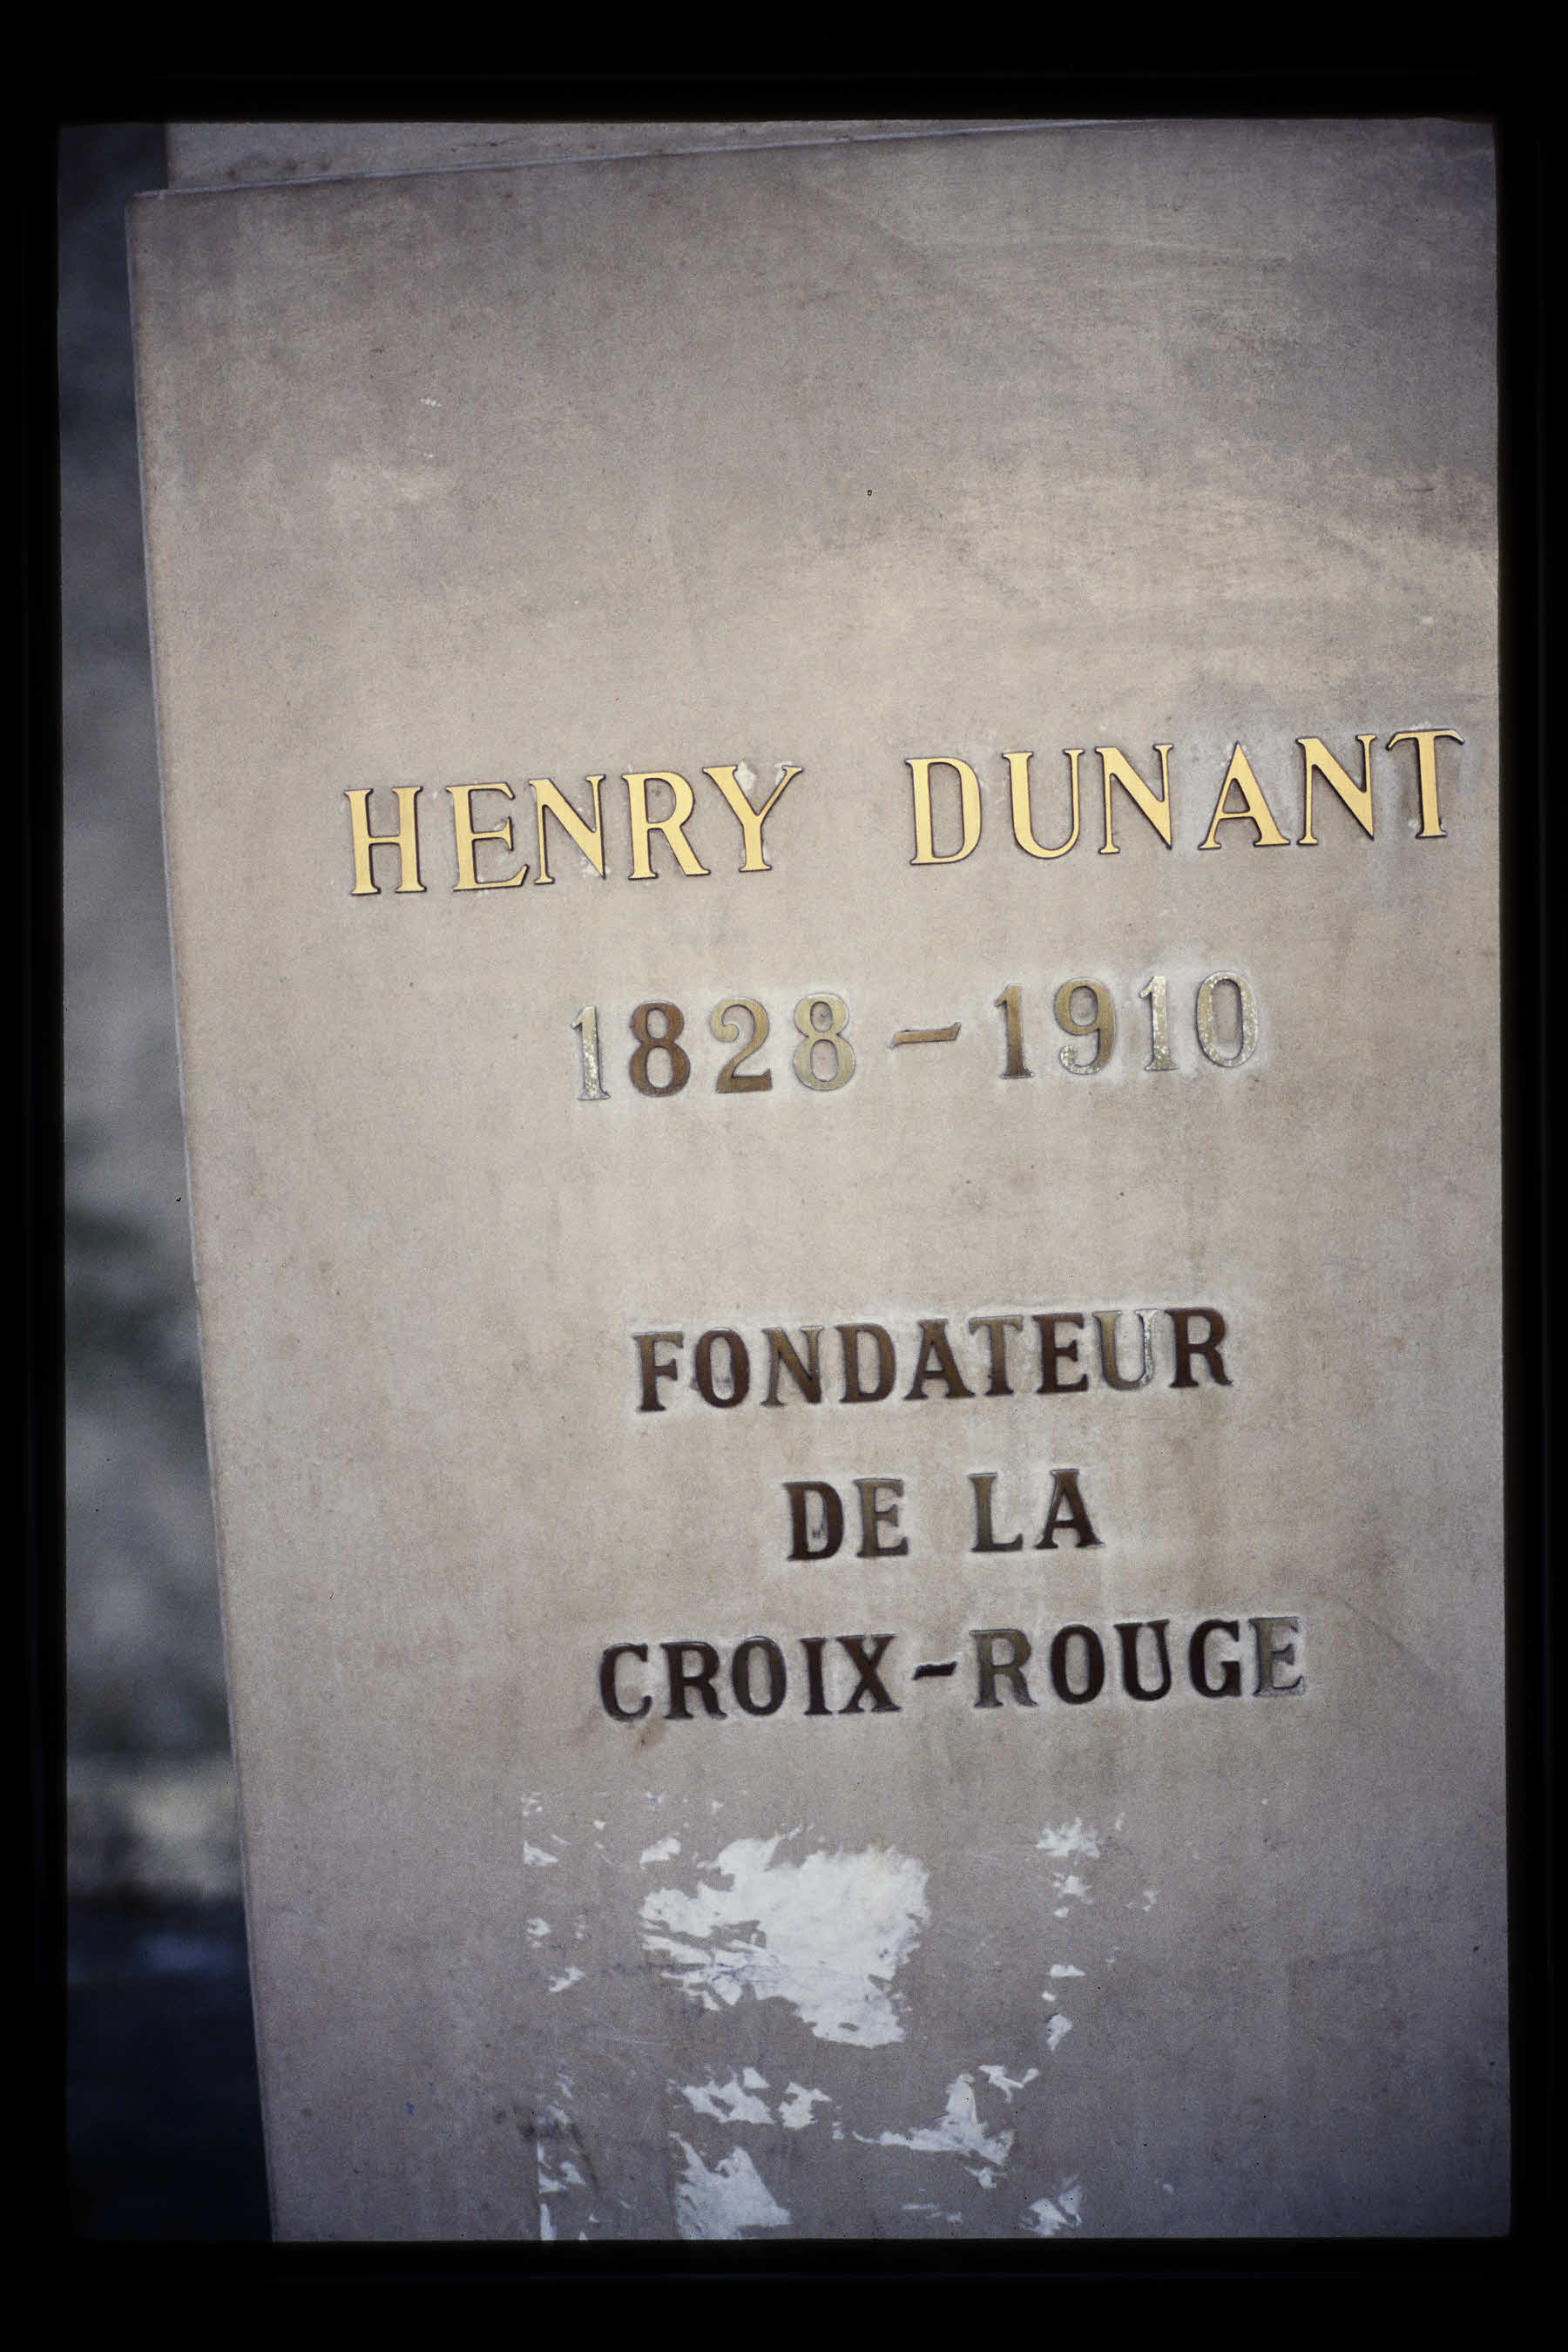 HENRY DUNANT
1828-1910
FONDATEUR
DE LA
CROIX-ROUGE